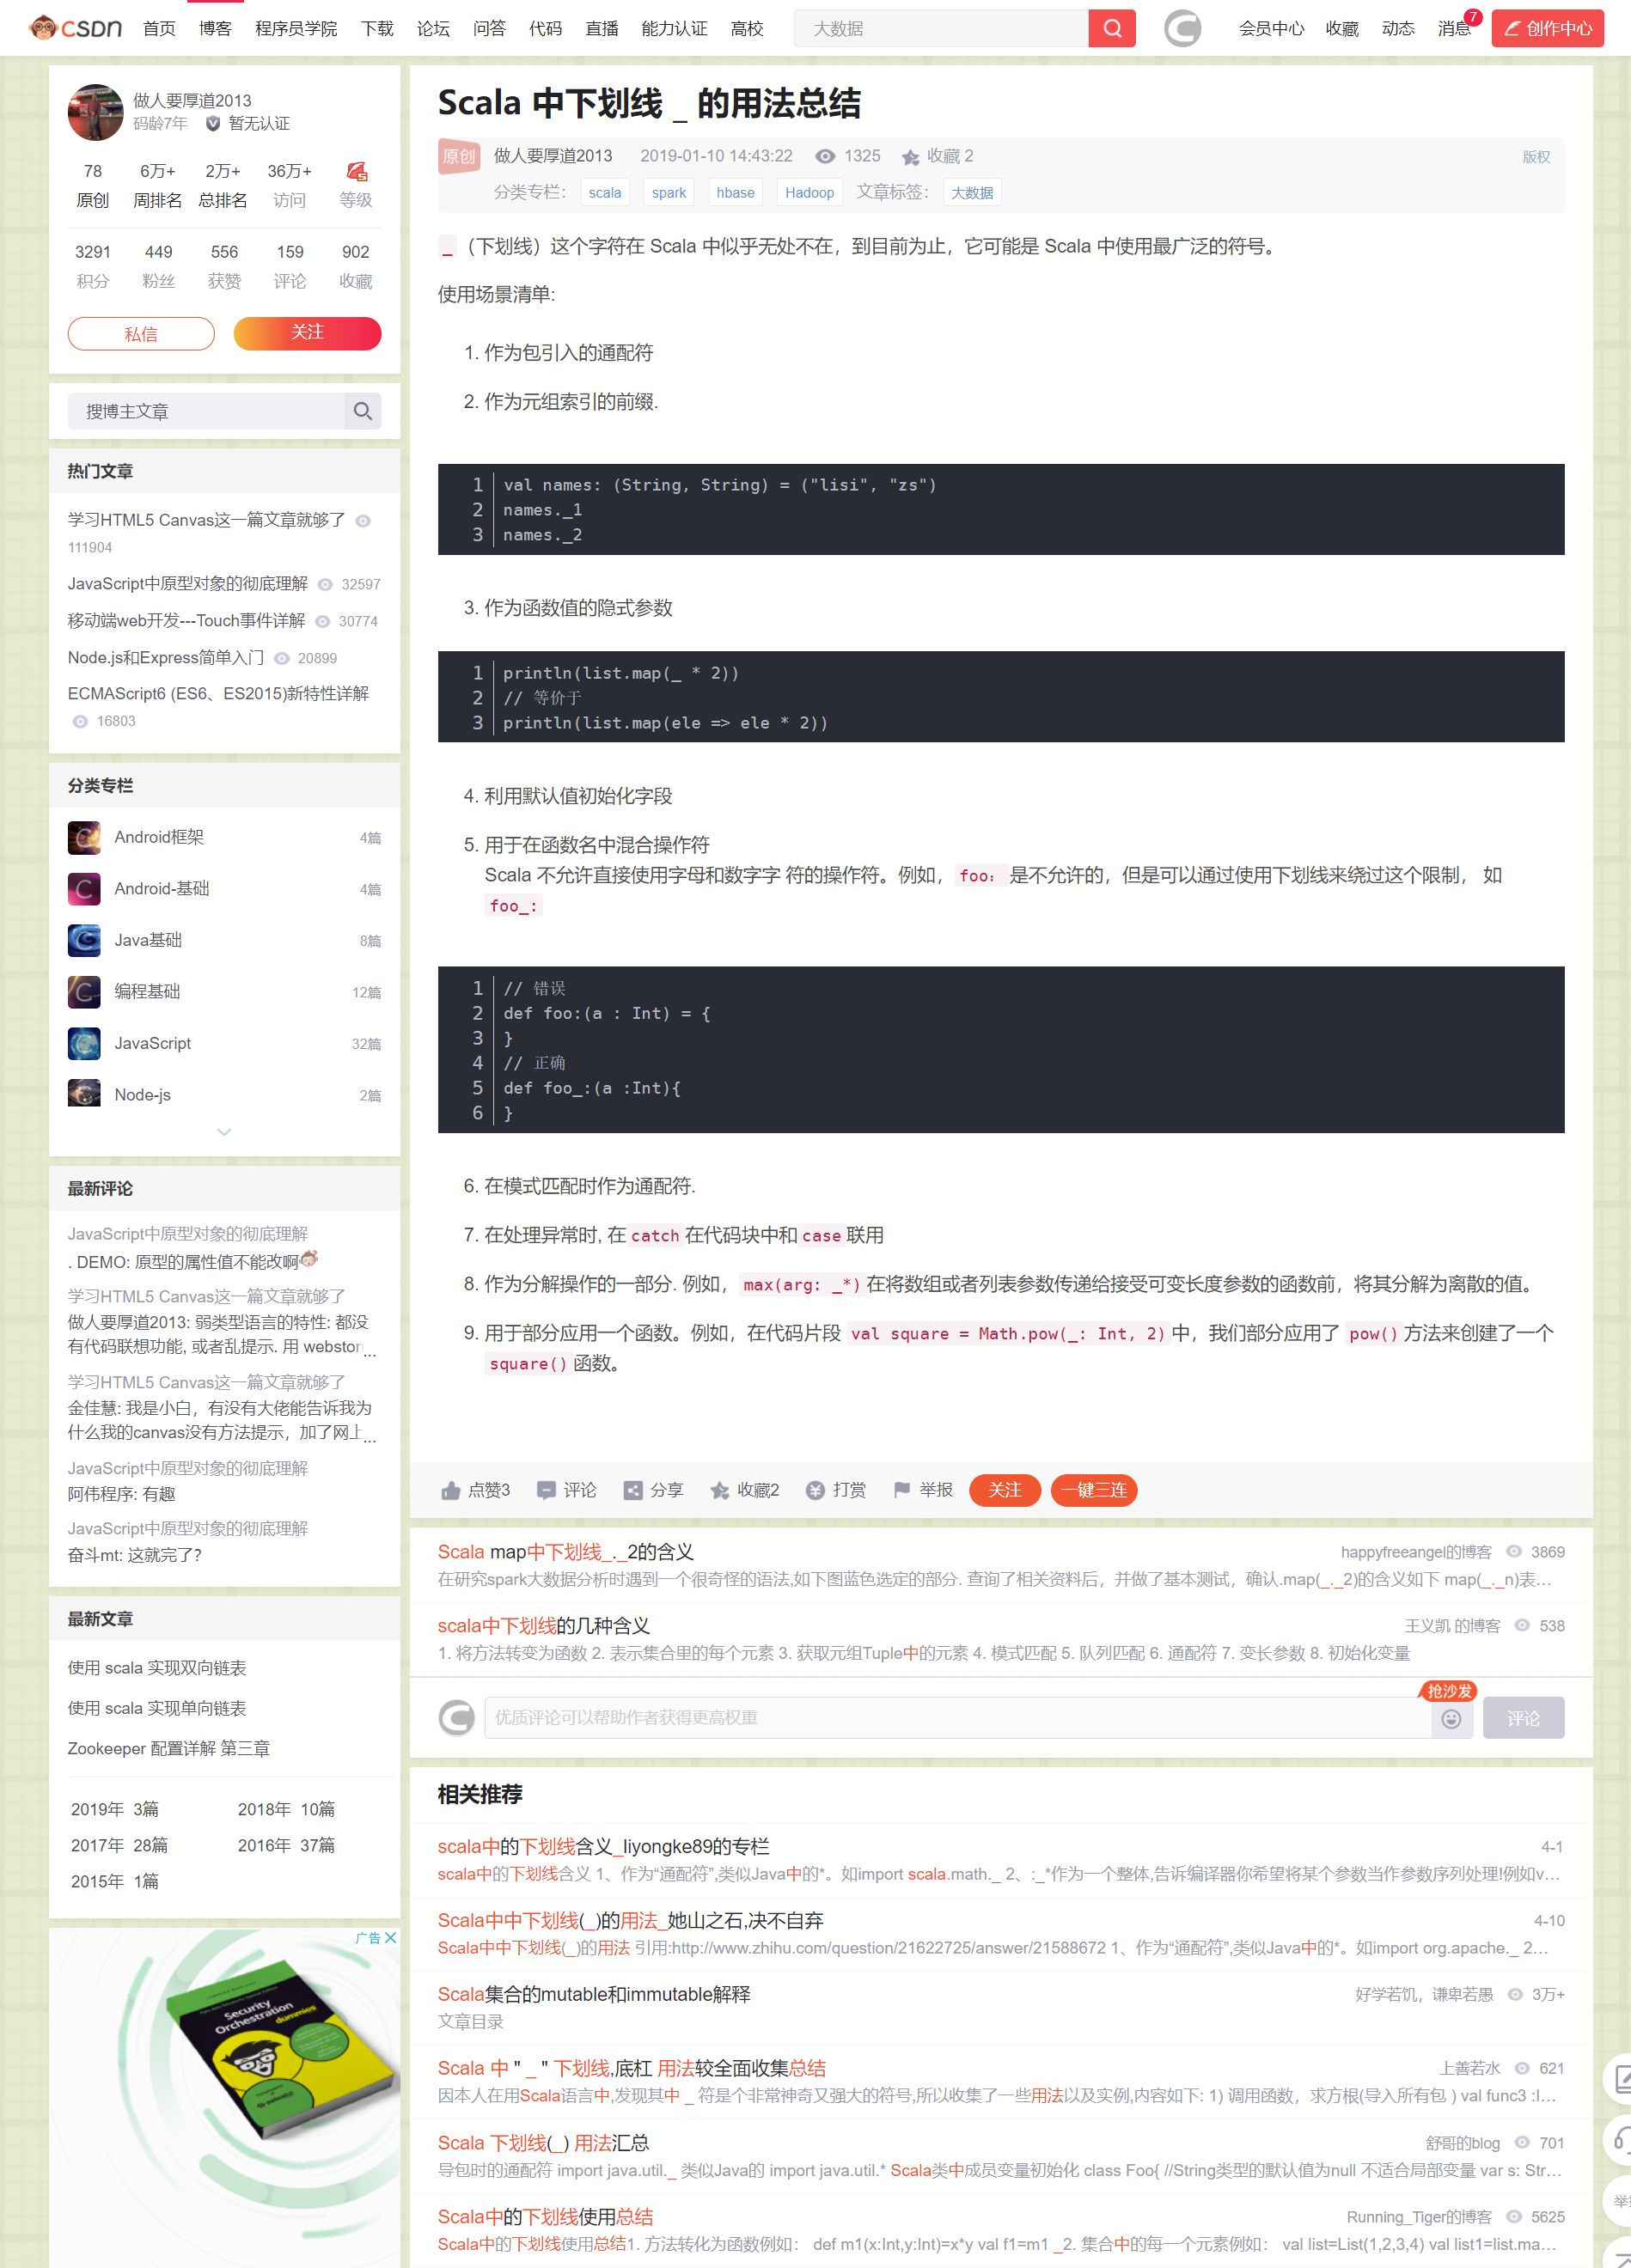 CSDN 首页 博客 程序员学院 下载 论坛 问答 代码 直播 能力认证 高校 大数据 会员中心 收藏 动态 消息 7 创作中心
做人要厚道2013
码龄7年 暂无认证
78 6万+ 2万+ 36万+
原创 周排名 总排名 访问 等级
3291 449 556 159 902
积分 粉丝 获赞 评论 收藏
私信 关注
搜博主文章
热门文章
学习HTML5 Canvas这一篇文章就够了
111904
JavaScript中原型对象的彻底理解 32597
移动端web开发---Touch事件详解 30774
Node.js和Express简单入门 20899
ECMAScript6 (ES6、ES2015)新特性详解
16803
分类专栏
Android框架 4篇
Android-基础 4篇
Java基础 8篇
编程基础 12篇
JavaScript 32篇
Node-js 2篇
最新评论
JavaScript中原型对象的彻底理解
. DEMO: 原型的属性值不能改啊
学习HTML5 Canvas这一篇文章就够了
做人要厚道2013: 弱类型语言的特性: 都没
有代码联想功能, 或者乱提示. 用 webstor...
学习HTML5 Canvas这一篇文章就够了
金佳慧: 我是小白，有没有大佬能告诉我为
什么我的canvas没有方法提示，加了网上...
JavaScript中原型对象的彻底理解
阿伟程序: 有趣
JavaScript中原型对象的彻底理解
奋斗mt: 这就完了?
最新文章
使用 scala 实现双向链表
使用 scala 实现单向链表
Zookeeper 配置详解 第三章
2019年 3篇 2018年 10篇
2017年 28篇 2016年 37篇
2015年 1篇
广告
Security
Orchestration
dummies
Scala 中下划线 _ 的用法总结
原创 做人要厚道2013 2019-01-10 14:43:22 1325 收藏 2 版权
分类专栏： scala spark hbase Hadoop 文章标签： 大数据
_（下划线）这个字符在 Scala 中似乎无处不在，到目前为止，它可能是 Scala 中使用最广泛的符号。
使用场景清单:
1. 作为包引入的通配符
2. 作为元组索引的前缀.
1 val names: (String, String) = ("lisi", "zs")
2 names._1
3 names._2
3. 作为函数值的隐式参数
1 println(list.map(_ * 2))
2 // 等价于
3 println(list.map(ele => ele * 2))
4. 利用默认值初始化字段
5. 用于在函数名中混合操作符
Scala 不允许直接使用字母和数字字 符的操作符。例如， foo: 是不允许的，但是可以通过使用下划线来绕过这个限制， 如
foo_:
1 // 错误
2 def foo:(a : Int) = {
3 }
4 // 正确
5 def foo_:(a :Int){
6 }
6. 在模式匹配时作为通配符.
7. 在处理异常时, 在 catch 在代码块中和 case 联用
8. 作为分解操作的一部分. 例如， max(arg: _*) 在将数组或者列表参数传递给接受可变长度参数的函数前，将其分解为离散的值。
9. 用于部分应用一个函数。例如，在代码片段 val square = Math.pow(_: Int, 2) 中，我们部分应用了 pow() 方法来创建了一个
square() 函数。
点赞3 评论 分享 收藏2 打赏 举报 关注 一键三连
Scala map中下划线_._2的含义 happyfreeangel的博客 3869
在研究spark大数据分析时遇到一个很奇怪的语法,如下图蓝色选定的部分. 查询了相关资料后，并做了基本测试，确认.map(_._2)的含义如下 map(_._n)表...
scala中下划线的几种含义 王义凯 的博客 538
1. 将方法转变为函数 2. 表示集合里的每个元素 3. 获取元组Tuple中的元素 4. 模式匹配 5. 队列匹配 6. 通配符 7. 变长参数 8. 初始化变量
抢沙发
优质评论可以帮助作者获得更高权重 评论
相关推荐
scala中的下划线含义_liyongke89的专栏 4-1
scala中的下划线含义 1、作为“通配符”,类似Java中的*。如import scala.math._ 2、:_*作为一个整体,告诉编译器你希望将某个参数当作参数序列处理!例如v...
Scala中中下划线(_)的用法_她山之石,决不自弃 4-10
Scala中中下划线(_)的用法 引用:http://www.zhihu.com/question/21622725/answer/21588672 1、作为“通配符”,类似Java中的*。如import org.apache._ 2...
Scala集合的mutable和immutable解释 好学若饥，谦卑若愚 3万+
文章目录
Scala 中 " _ " 下划线,底杠 用法较全面收集总结 上善若水 621
因本人在用Scala语言中,发现其中 _ 符是个非常神奇又强大的符号,所以收集了一些用法以及实例,内容如下: 1) 调用函数，求方根(导入所有包 ) val func3 :I...
Scala 下划线(_) 用法汇总 舒哥的blog 701
导包时的通配符 import java.util._ 类似Java的 import java.util.* Scala类中成员变量初始化 class Foo{ //String类型的默认值为null 不适合局部变量 var s: Str...
Scala中的下划线使用总结 Running_Tiger的博客 5625
Scala中的下划线使用总结1. 方法转化为函数例如： def m1(x:Int,y:Int)=x*y val f1=m1 _2. 集合中的每一个元素例如： val list=List(1,2,3,4) val list1=list.ma...